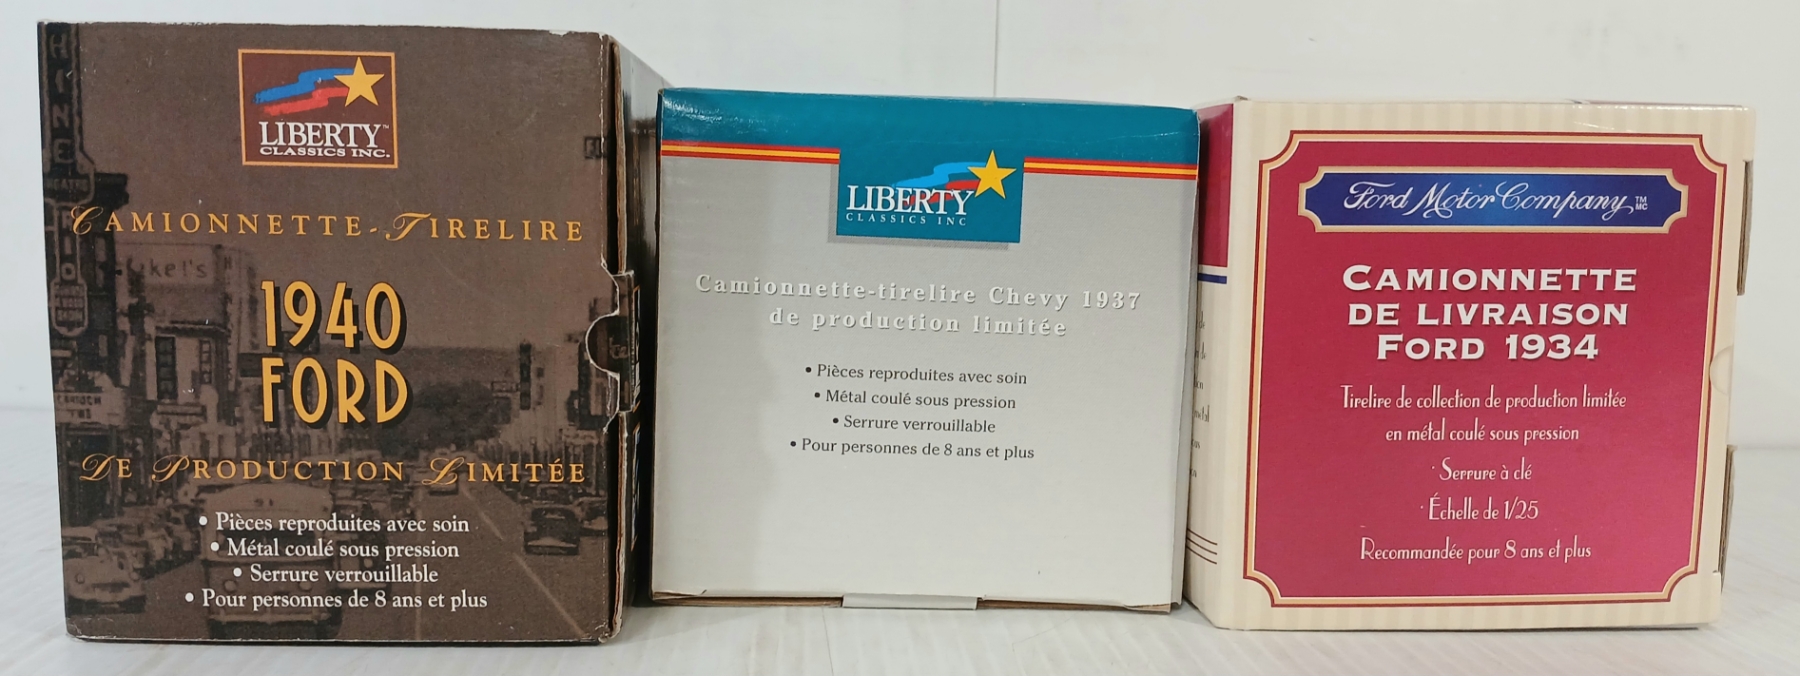 LIBERTY™
CLASSICS INC.
CAMIONNETTE-TIRELIRE
1940
FORD
DE PRODUCTION LIMITÉE
• Pièces reproduites avec soin
• Métal coulé sous pression
• Serrure verrouillable
• Pour personnes de 8 ans et plus
LIBERTY
CLASSICS INC
Camionnette-tirelire Chevy 1937
de production limitée
• Pièces reproduites avec soin
• Métal coulé sous pression
• Serrure verrouillable
• Pour personnes de 8 ans et plus
Ford Motor Company TM MC
CAMIONNETTE
DE LIVRAISON
FORD 1934
Tirelire de collection de production limitée
en métal coulé sous pression
· Serrure à clé
· Échelle de 1/25
Recommandée pour 8 ans et plus